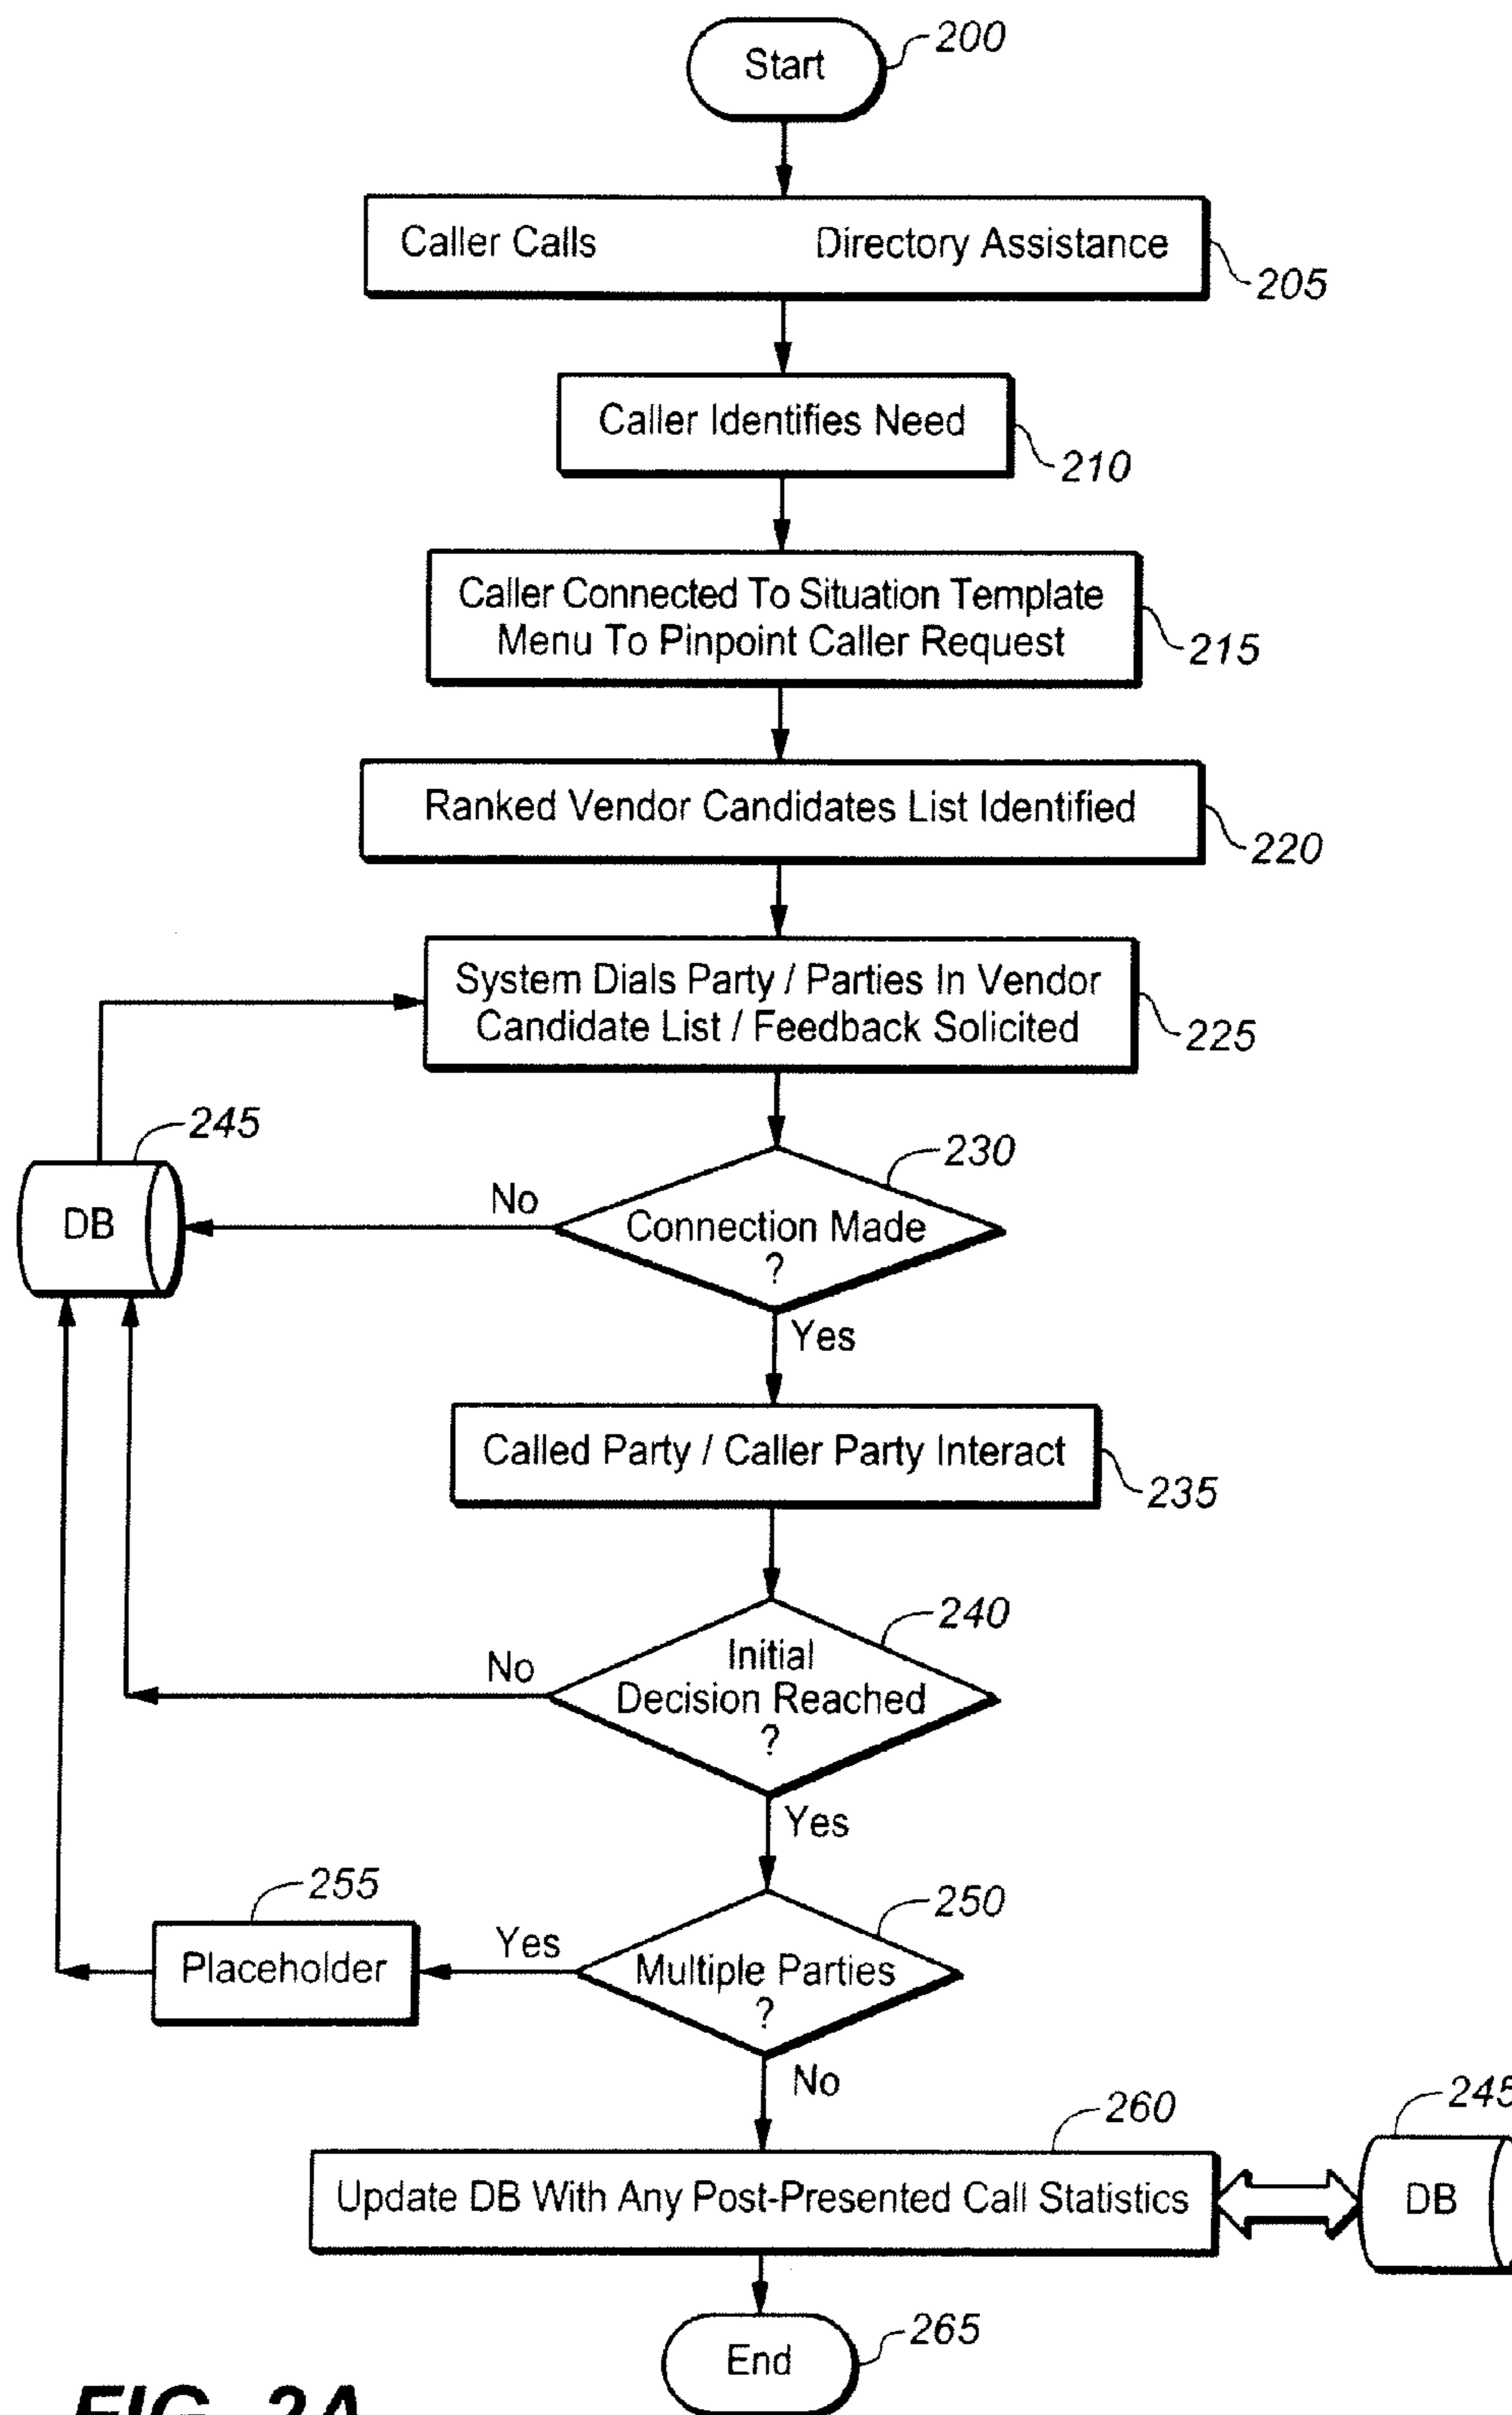 Start
200
Caller Calls Directory Assistance
205
Caller Identifies Need
210
Caller Connected To Situation Template
Menu To Pinpoint Caller Request
215
Ranked Vendor Candidates List Identified
220
System Dials Party / Parties In Vendor
Candidate List / Feedback Solicited
225
245
DB
230
No
Connection Made
?
Yes
Called Party / Caller Party Interact
235
240
No
Initial
Decision Reached
?
Yes
255
Placeholder
250
Yes
Multiple Parties
?
No
260
245
Update DB With Any Post-Presented Call Statistics
DB
End
265
FIG. 2A